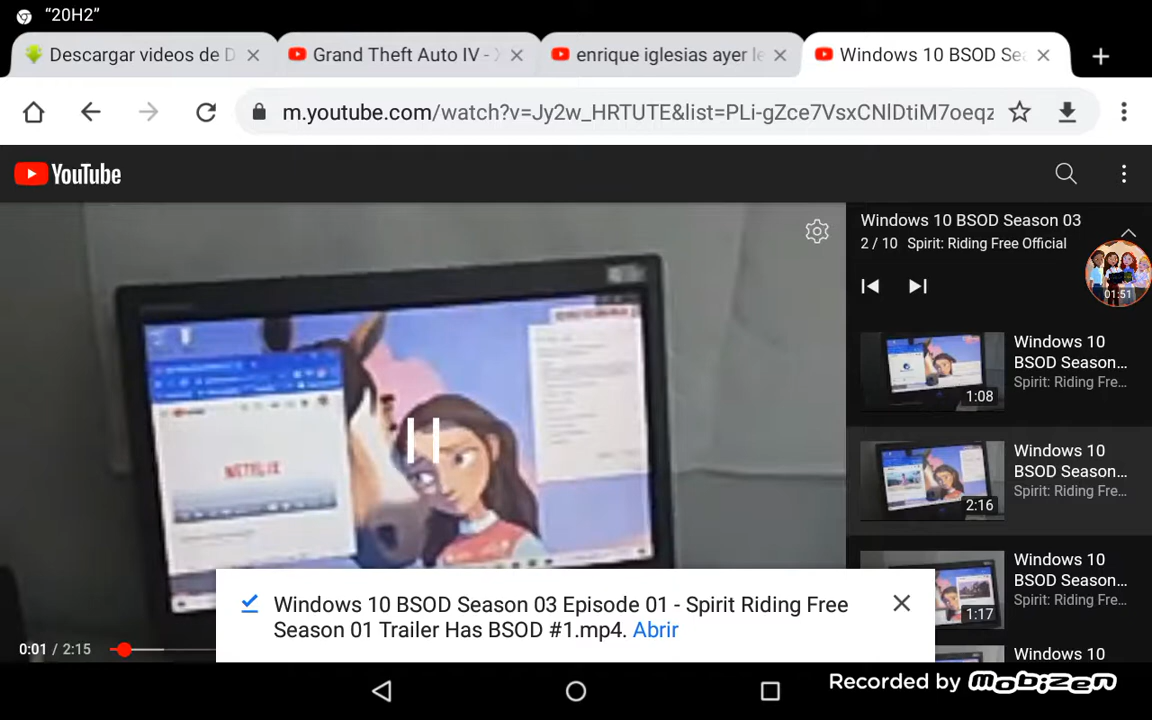 “20H2”
Descargar videos de D
Grand Theft Auto IV - X
enrique iglesias ayer le
Windows 10 BSOD Sea
m.youtube.com/watch?v=Jy2w_HRTUTE&list=PLi-gZce7VsxCNlDtiM7oeqz
YouTube
Windows 10 BSOD Season 03
2 / 10 Spirit: Riding Free Official
01:51
Windows 10
BSOD Season...
Spirit: Riding Fre...
1:08
Windows 10
BSOD Season...
Spirit: Riding Fre...
2:16
Windows 10
BSOD Season...
Spirit: Riding Fre...
1:17
Windows 10
NETFLIX
Windows 10 BSOD Season 03 Episode 01 - Spirit Riding Free
Season 01 Trailer Has BSOD #1.mp4. Abrir
0:01 / 2:15
Recorded by mobizen